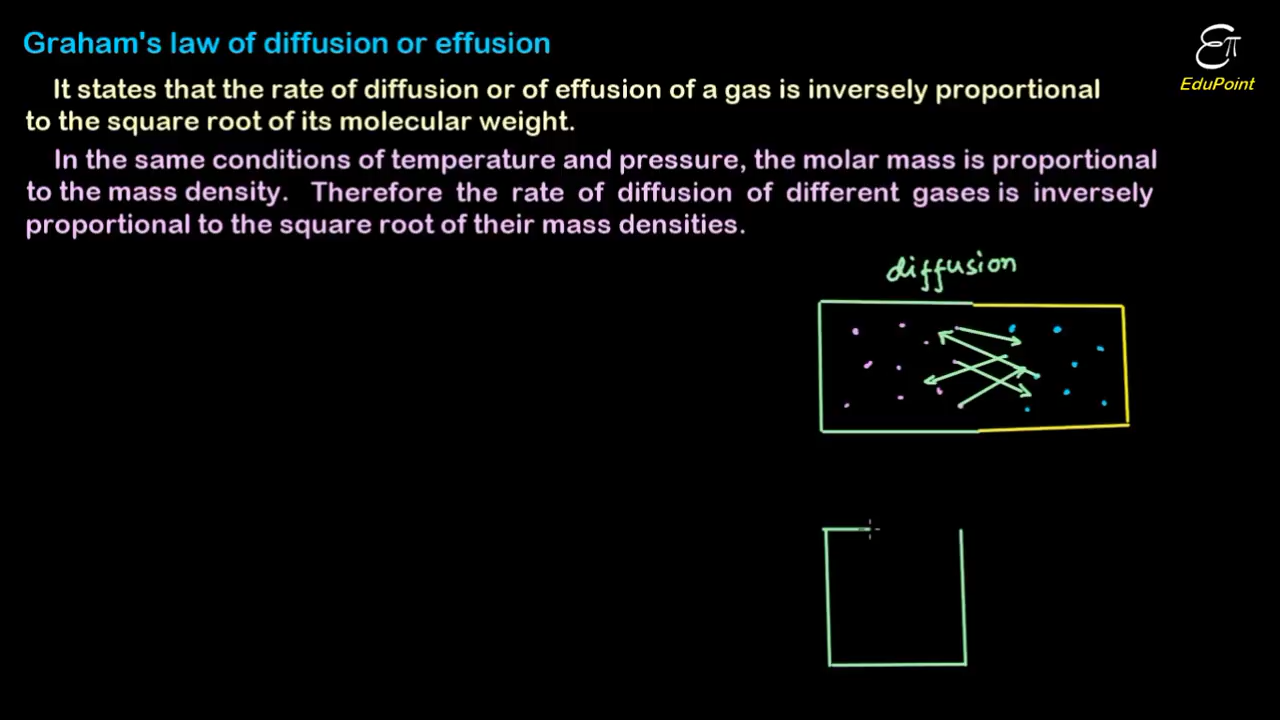 Graham's law of diffusion or effusion
επ
EduPoint
It states that the rate of diffusion or of effusion of a gas is inversely proportional
to the square root of its molecular weight.
In the same conditions of temperature and pressure, the molar mass is proportional
to the mass density. Therefore the rate of diffusion of different gases is inversely
proportional to the square root of their mass densities.
diffusion